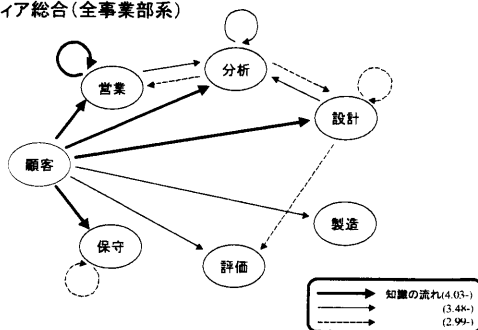 ィア総合(全事業部系)
分析
営業
設計
顧客
製造
保守
評価
知識の流れ(4.03-)
(3.48-)
(2.99-)